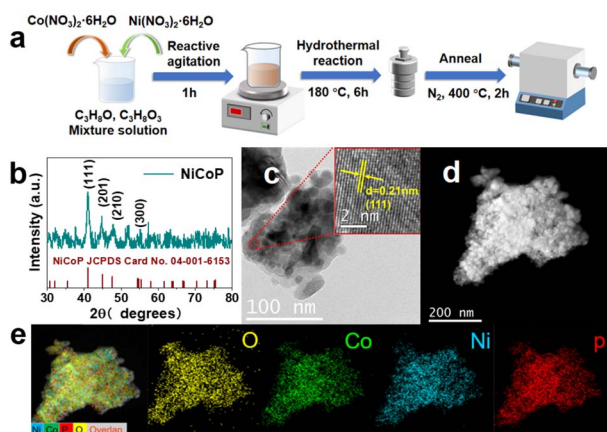 a
Co(NO3)2·6H2O
Ni(NO3)2·6H2O
C3H8O, C3H8O3
Mixture solution
Reactive
agitation
1h
Hydrothermal
reaction
180 °C, 6h
Anneal
N2, 400 °C, 2h
b
NiCoP
(111)
(201)
(210)
(300)
NiCoP JCPDS Card No. 04-001-6153
Intensity (a.u.)
30 40 50 60 70 80
2θ( degrees)
c
d=0.21nm
(111)
2 nm
100 nm
d
200 nm
e
Ni Co P O Overlap
O
Co
Ni
p